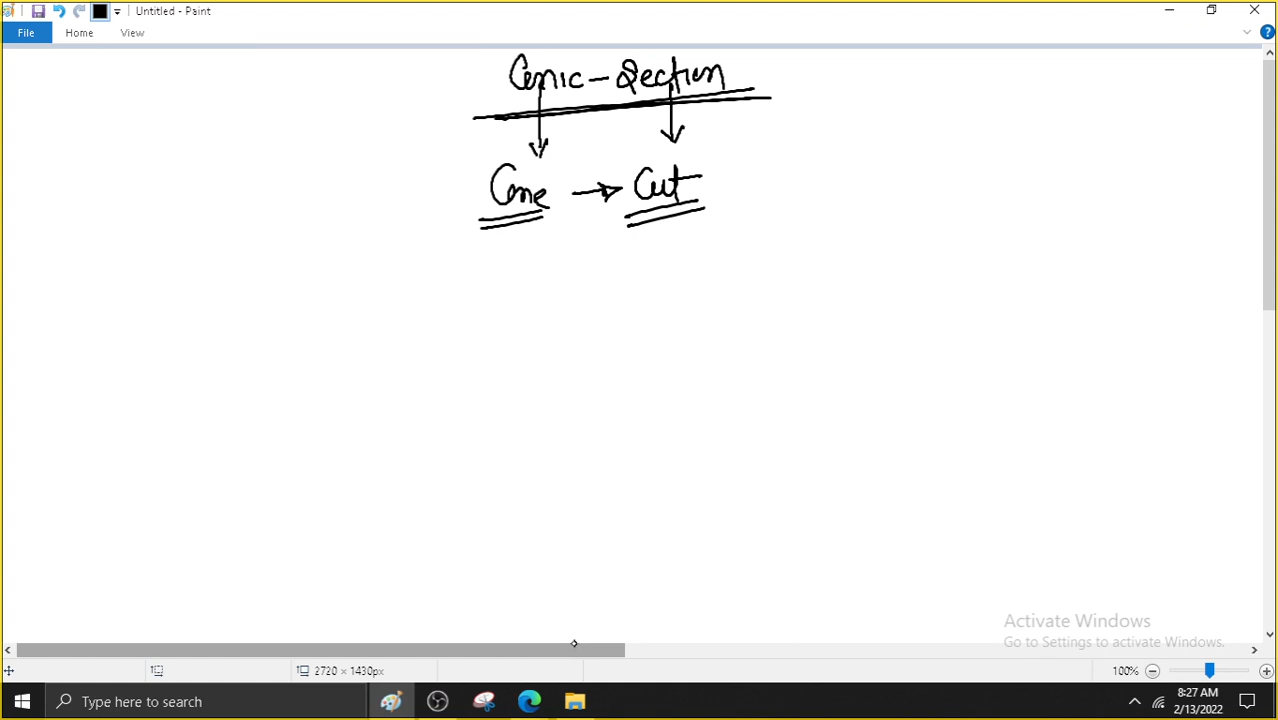 Untitled - Paint
File Home View
Conic - Section
Cone → Cut
Activate Windows
Go to Settings to activate Windows.
2720 × 1430px
100%
Type here to search
8:27 AM
2/13/2022